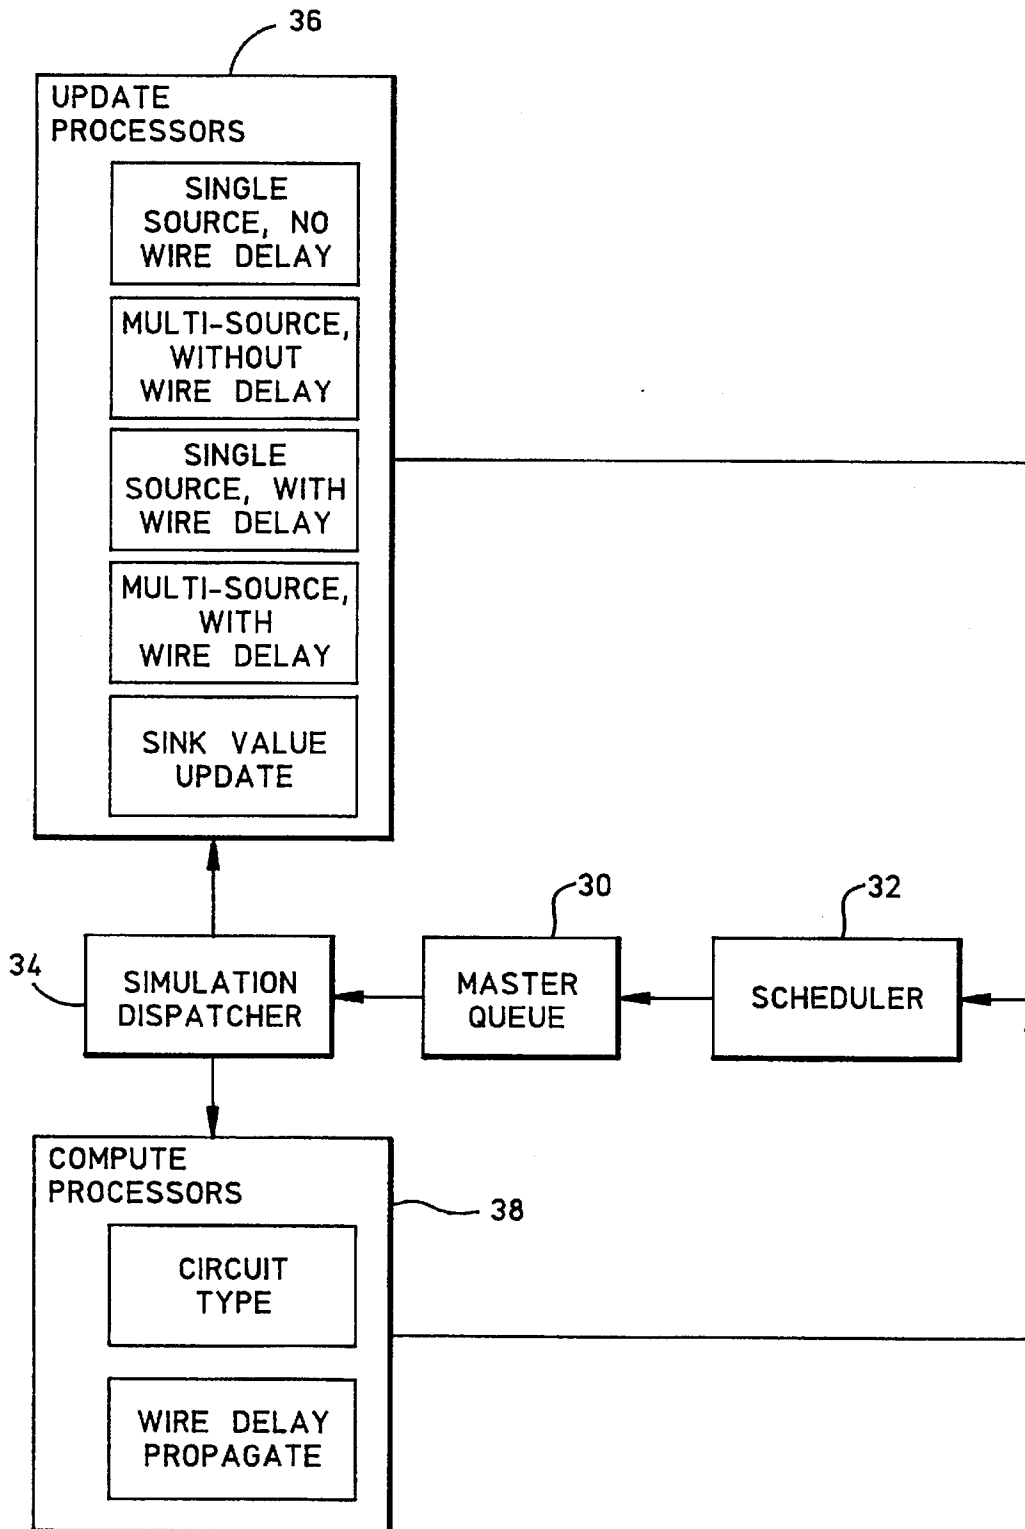 36
UPDATE
PROCESSORS
SINGLE
SOURCE, NO
WIRE DELAY
MULTI-SOURCE,
WITHOUT
WIRE DELAY
SINGLE
SOURCE, WITH
WIRE DELAY
MULTI-SOURCE,
WITH
WIRE DELAY
SINK VALUE
UPDATE
34
SIMULATION
DISPATCHER
30
MASTER
QUEUE
32
SCHEDULER
COMPUTE
PROCESSORS
38
CIRCUIT
TYPE
WIRE DELAY
PROPAGATE